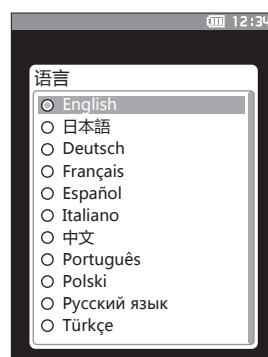 12:34
语言
English
日本語
Deutsch
Français
Español
Italiano
中文
Português
Polski
Русский язык
Türkçe